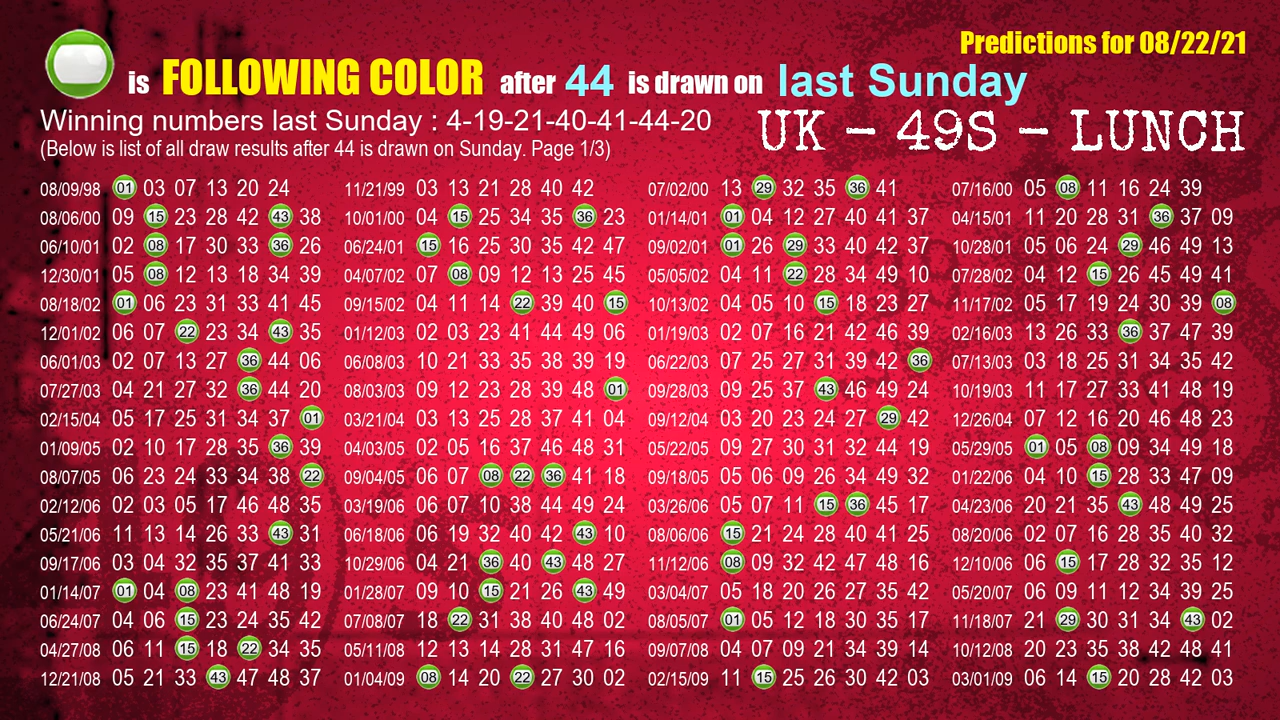 Predictions for 08/22/21
is FOLLOWING COLOR after 44 is drawn on last Sunday
Winning numbers last Sunday : 4-19-21-40-41-44-20
UK - 49S - LUNCH
(Below is list of all draw results after 44 is drawn on Sunday. Page 1/3)
08/09/98 01 03 07 13 20 24 11/21/99 03 13 21 28 40 42 07/02/00 13 29 32 35 36 41 07/16/00 05 08 11 16 24 39
08/06/00 09 15 23 28 42 43 38 10/01/00 04 15 25 34 35 36 23 01/14/01 01 04 12 27 40 41 37 04/15/01 11 20 28 31 36 37 09
06/10/01 02 08 17 30 33 36 26 06/24/01 15 16 25 30 35 42 47 09/02/01 01 26 29 33 40 42 37 10/28/01 05 06 24 29 46 49 13
12/30/01 05 08 12 13 18 34 39 04/07/02 07 08 09 12 13 25 45 05/05/02 04 11 22 28 34 49 10 07/28/02 04 12 15 26 45 49 41
08/18/02 01 06 23 31 33 41 45 09/15/02 04 11 14 22 39 40 15 10/13/02 04 05 10 15 18 23 27 11/17/02 05 17 19 24 30 39 08
12/01/02 06 07 22 23 34 43 35 01/12/03 02 03 23 41 44 49 06 01/19/03 02 07 16 21 42 46 39 02/16/03 13 26 33 36 37 47 39
06/01/03 02 07 13 27 36 44 06 06/08/03 10 21 33 35 38 39 19 06/22/03 07 25 27 31 39 42 36 07/13/03 03 18 25 31 34 35 42
07/27/03 04 21 27 32 36 44 20 08/03/03 09 12 23 28 39 48 01 09/28/03 09 25 37 43 46 49 24 10/19/03 11 17 27 33 41 48 19
02/15/04 05 17 25 31 34 37 01 03/21/04 03 13 25 28 37 41 04 09/12/04 03 20 23 24 27 29 42 12/26/04 07 12 16 20 46 48 23
01/09/05 02 10 17 28 35 36 39 04/03/05 02 05 16 37 46 48 31 05/22/05 09 27 30 31 32 44 19 05/29/05 01 05 08 09 34 49 18
08/07/05 06 23 24 33 34 38 22 09/04/05 06 07 08 22 36 41 18 09/18/05 05 06 09 26 34 49 32 01/22/06 04 10 15 28 33 47 09
02/12/06 02 03 05 17 46 48 35 03/19/06 06 07 10 38 44 49 24 03/26/06 05 07 11 15 36 45 17 04/23/06 20 21 35 43 48 49 25
05/21/06 11 13 14 26 33 43 31 06/18/06 06 19 32 40 42 43 10 08/06/06 15 21 24 28 40 41 25 08/20/06 02 07 16 28 35 40 32
09/17/06 03 04 32 35 37 41 33 10/29/06 04 21 36 40 43 48 27 11/12/06 08 09 32 42 47 48 16 12/10/06 06 15 17 28 32 35 12
01/14/07 01 04 08 23 41 48 19 01/28/07 09 10 15 21 26 43 49 03/04/07 05 18 20 26 27 35 42 05/20/07 06 09 11 12 34 39 25
06/24/07 04 06 15 23 24 35 42 07/08/07 18 22 31 38 40 48 02 08/05/07 01 05 12 18 30 35 17 11/18/07 21 29 30 31 34 43 02
04/27/08 06 11 15 18 22 34 35 05/11/08 12 13 14 28 31 47 16 09/07/08 04 07 09 21 34 39 14 10/12/08 20 23 35 38 42 48 41
12/21/08 05 21 33 43 47 48 37 01/04/09 08 14 20 22 27 30 02 02/15/09 11 15 25 26 30 42 03 03/01/09 06 14 15 20 28 42 03